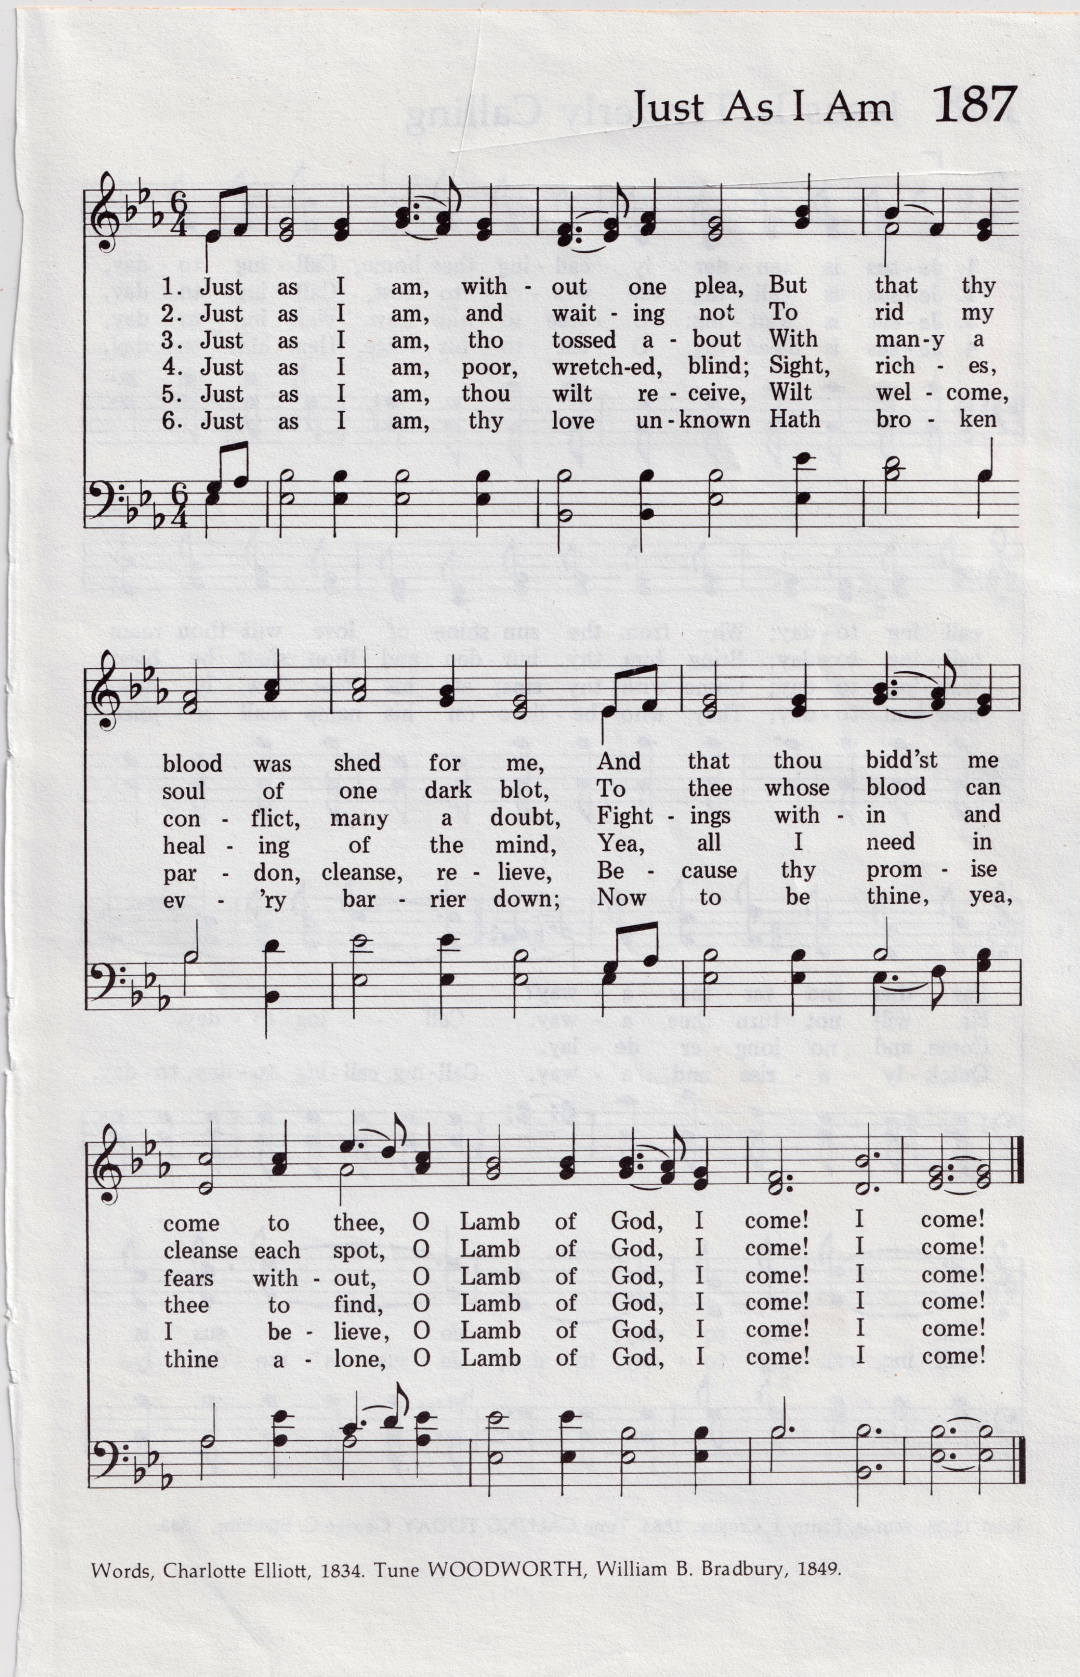 Just As I Am 187
6
4
1. Just as I am, with - out one plea, But that thy
2. Just as I am, and wait - ing not To rid my
3. Just as I am, tho tossed a - bout With man-y a
4. Just as I am, poor, wretch-ed, blind; Sight, rich - es,
5. Just as I am, thou wilt re - ceive, Wilt wel - come,
6. Just as I am, thy love un - known Hath bro - ken
6
4
blood was shed for me, And that thou bidd'st me
soul of one dark blot, To thee whose blood can
con - flict, many a doubt, Fight - ings with - in and
heal - ing of the mind, Yea, all I need in
par - don, cleanse, re - lieve, Be - cause thy prom - ise
ev - 'ry bar - rier down; Now to be thine, yea,
come to thee, O Lamb of God, I come! I come!
cleanse each spot, O Lamb of God, I come! I come!
fears with - out, O Lamb of God, I come! I come!
thee to find, O Lamb of God, I come! I come!
I be - lieve, O Lamb of God, I come! I come!
thine a - lone, O Lamb of God, I come! I come!
Words, Charlotte Elliott, 1834. Tune WOODWORTH, William B. Bradbury, 1849.